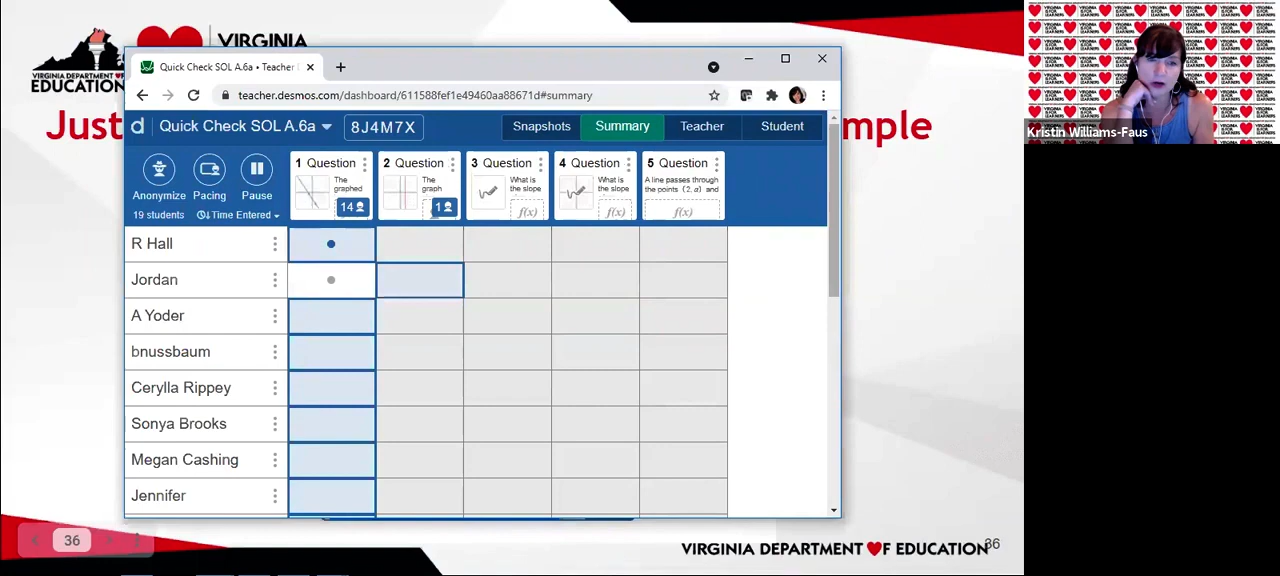 VIRGINIA
VIRGINIA DEPARTMENT
EDUCATION
Just
mple
Quick Check SOL A.6a • Teacher
teacher.desmos.co
Quick Check SOL A.6a
8J4M7X
Snapshots
Summary
Teacher
Student
Anonymize
Pacing
Pause
19 students
Time Entered
1 Question
The
graphed
14
2 Question
The
graph
1
3 Question
What is
the slope
f(x)
4 Question
What is
the slope
f(x)
5 Question
A line passes through
the points (2, a) and
f(x)
R Hall
Jordan
A Yoder
bnussbaum
Cerylla Rippey
Sonya Brooks
Megan Cashing
Jennifer
36
VIRGINIA DEPARTMENT OF EDUCATION
36
Kristin Williams-Faus